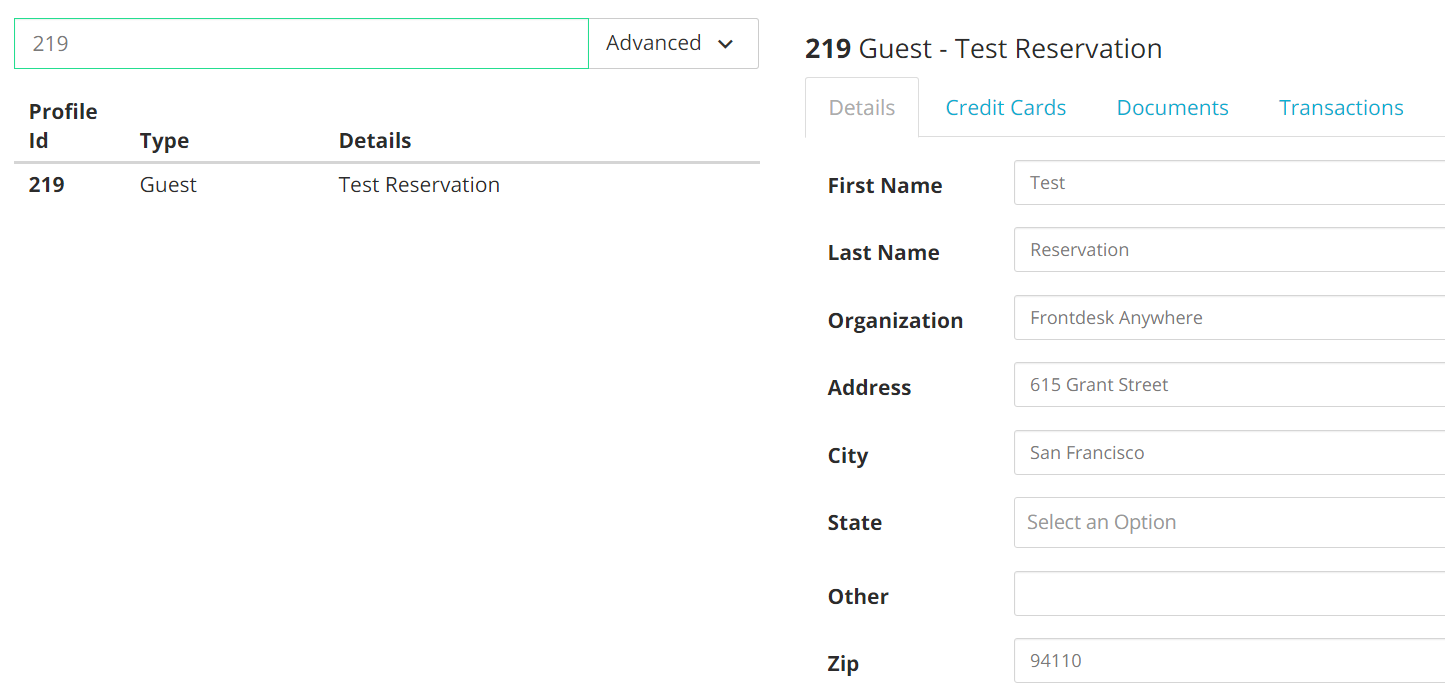 219
Advanced
Profile
Id
Type
Details
219
Guest
Test Reservation
219 Guest - Test Reservation
Details
Credit Cards
Documents
Transactions
First Name
Test
Last Name
Reservation
Organization
Frontdesk Anywhere
Address
615 Grant Street
City
San Francisco
State
Select an Option
Other
Zip
94110